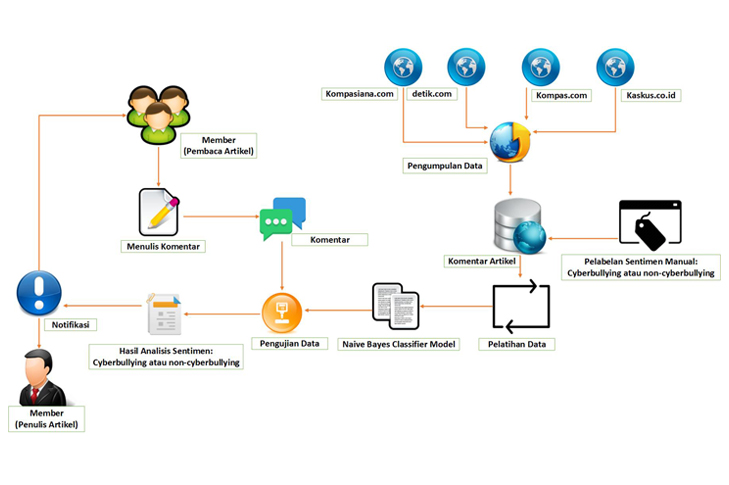 Kompasiana.com
detik.com
Kompas.com
Kaskus.co.id
Member
(Pembaca Artikel)
Pengumpulan Data
Menulis Komentar
Komentar
Komentar Artikel
Pelabelan Sentimen Manual:
Cyberbullying atau non-cyberbullying
Notifikasi
Hasil Analisis Sentimen:
Cyberbullying atau non-cyberbullying
Pengujian Data
Naive Bayes Classifier Model
Pelatihan Data
Member
(Penulis Artikel)